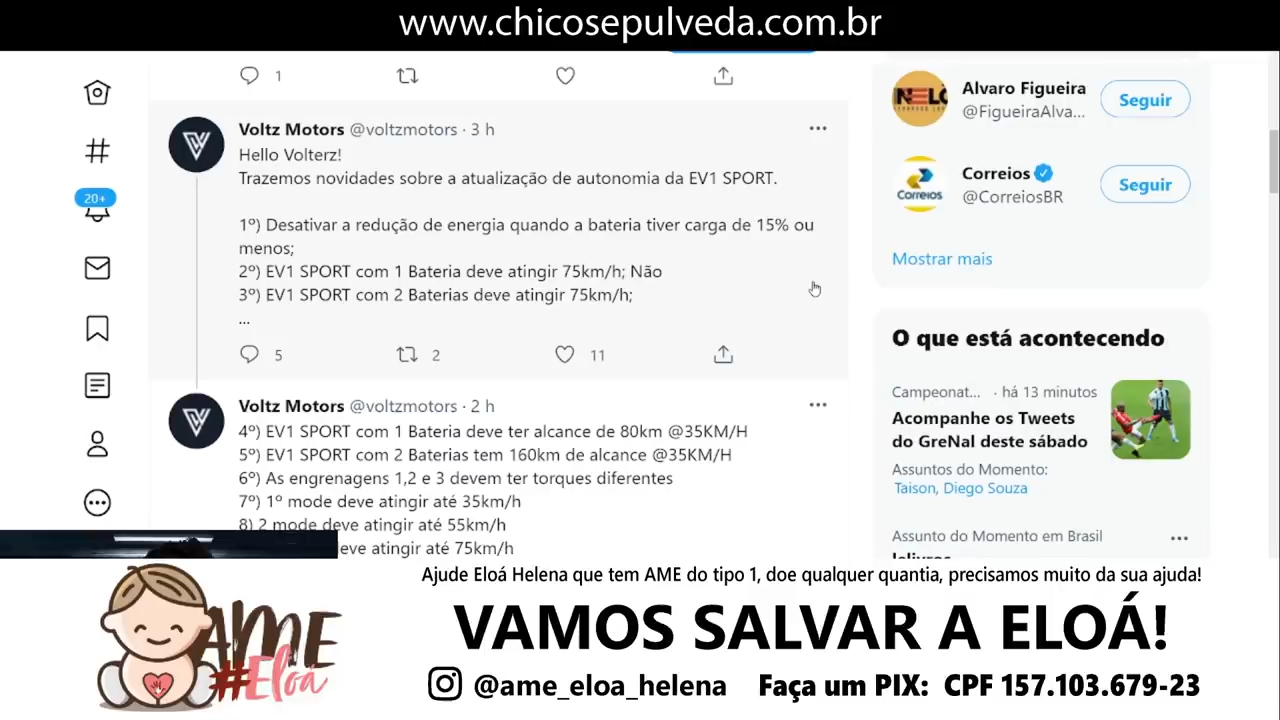 www.chicosepulveda.com.br
1
Voltz Motors @voltzmotors · 3 h
Hello Volterz!
Trazemos novidades sobre a atualização de autonomia da EV1 SPORT.
1º) Desativar a redução de energia quando a bateria tiver carga de 15% ou
menos;
2º) EV1 SPORT com 1 Bateria deve atingir 75km/h; Não
3º) EV1 SPORT com 2 Baterias deve atingir 75km/h;
...
5 2 11
Voltz Motors @voltzmotors · 2 h
4º) EV1 SPORT com 1 Bateria deve ter alcance de 80km @35KM/H
5º) EV1 SPORT com 2 Baterias tem 160km de alcance @35KM/H
6º) As engrenagens 1,2 e 3 devem ter torques diferentes
7º) 1º mode deve atingir até 35km/h
8) 2 mode deve atingir até 55km/h
eve atingir até 75km/h
20+
NELO
Alvaro Figueira
@FigueiraAlva...
Seguir
Correios
Correios
@CorreiosBR
Seguir
Mostrar mais
O que está acontecendo
Campeonat... · há 13 minutos
Acompanhe os Tweets
do GreNal deste sábado
Assuntos do Momento:
Taison, Diego Souza
Assunto do Momento em Brasil
Ajude Eloá Helena que tem AME do tipo 1, doe qualquer quantia, precisamos muito da sua ajuda!
AME
#Eloá
VAMOS SALVAR A ELOÁ!
@ame_eloa_helena Faça um PIX: CPF 157.103.679-23